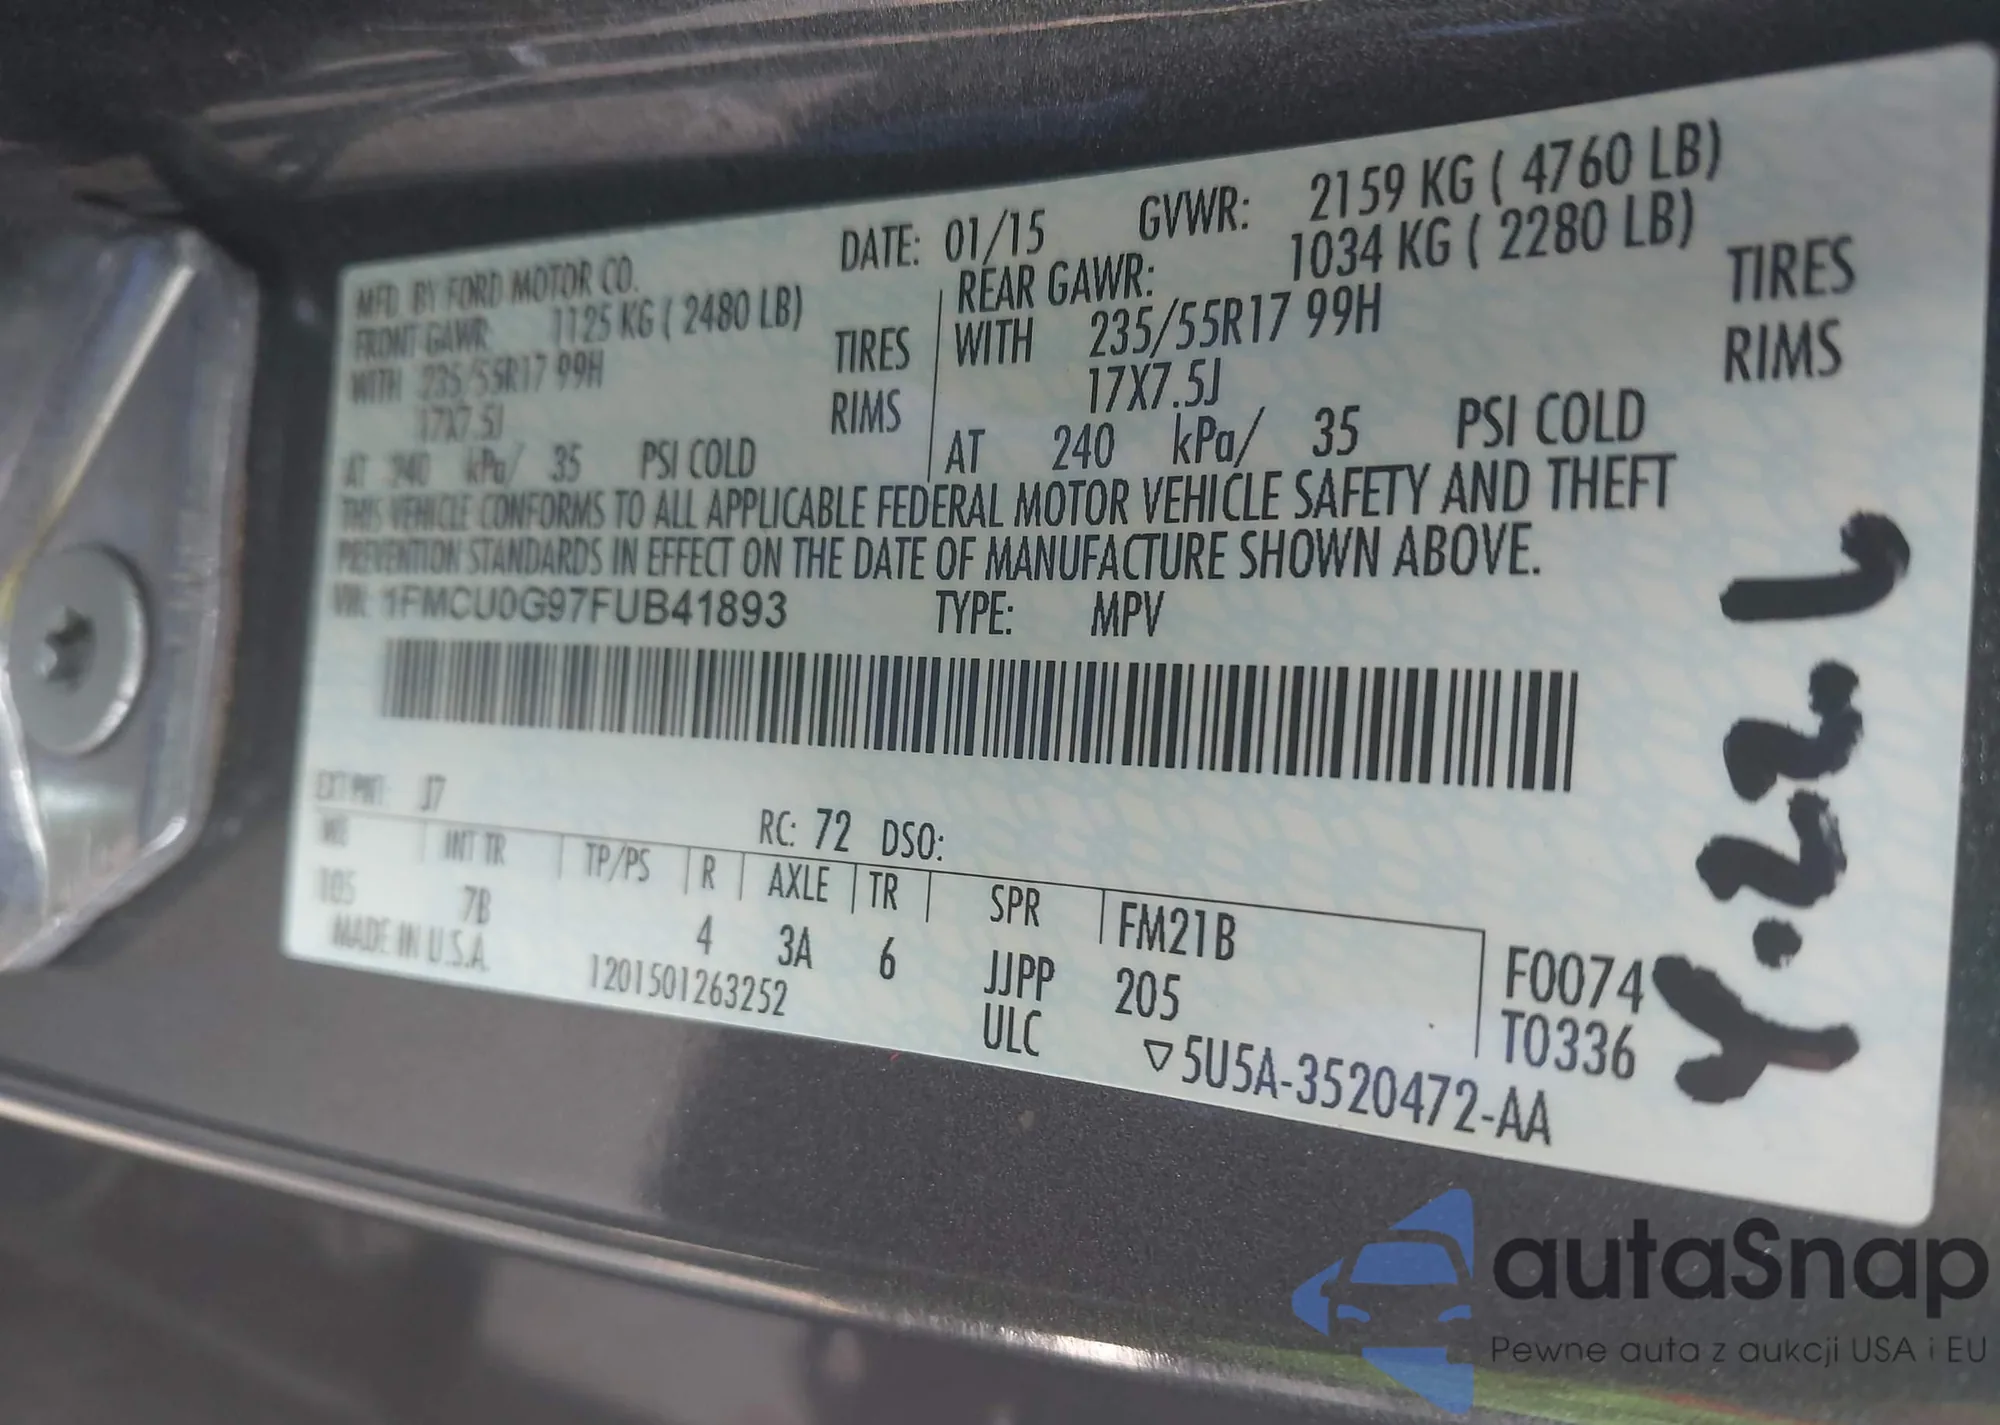 MFD. BY FORD MOTOR CO. DATE: 01/15 GVWR: 2159 KG ( 4760 LB)
FRONT GAWR: 1125 KG ( 2480 LB) REAR GAWR: 1034 KG ( 2280 LB)
WITH 235/55R17 99H TIRES WITH 235/55R17 99H TIRES
17X7.5J RIMS 17X7.5J RIMS
AT 240 kPa/ 35 PSI COLD AT 240 kPa/ 35 PSI COLD
THIS VEHICLE CONFORMS TO ALL APPLICABLE FEDERAL MOTOR VEHICLE SAFETY AND THEFT
PREVENTION STANDARDS IN EFFECT ON THE DATE OF MANUFACTURE SHOWN ABOVE.
VIN: 1FMCU0G97FUB41893 TYPE: MPV
EXT PNT: J7 RC: 72 DSO:
WB INT TR TP/PS R AXLE TR SPR FM21B F0074
105 7B 4 3A 6 JJPP 205 T0336
MADE IN U.S.A. 1201501263252 ULC ▽5U5A-3520472-AA
autaSnap
Pewne auta z aukcji USA i EU